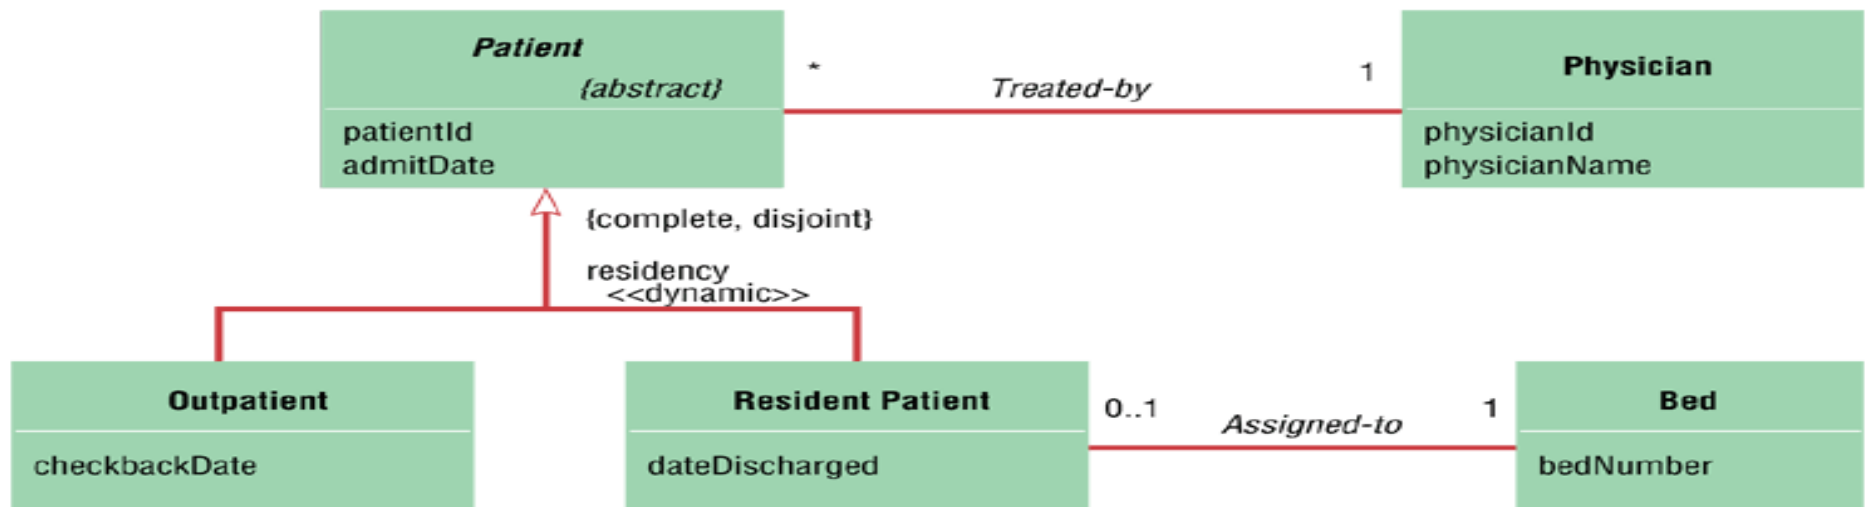 Patient
{abstract}
patientId
admitDate
*
Treated-by
1
Physician
physicianId
physicianName
{complete, disjoint}
residency
<<dynamic>>
Outpatient
checkbackDate
Resident Patient
dateDischarged
0..1
Assigned-to
1
Bed
bedNumber